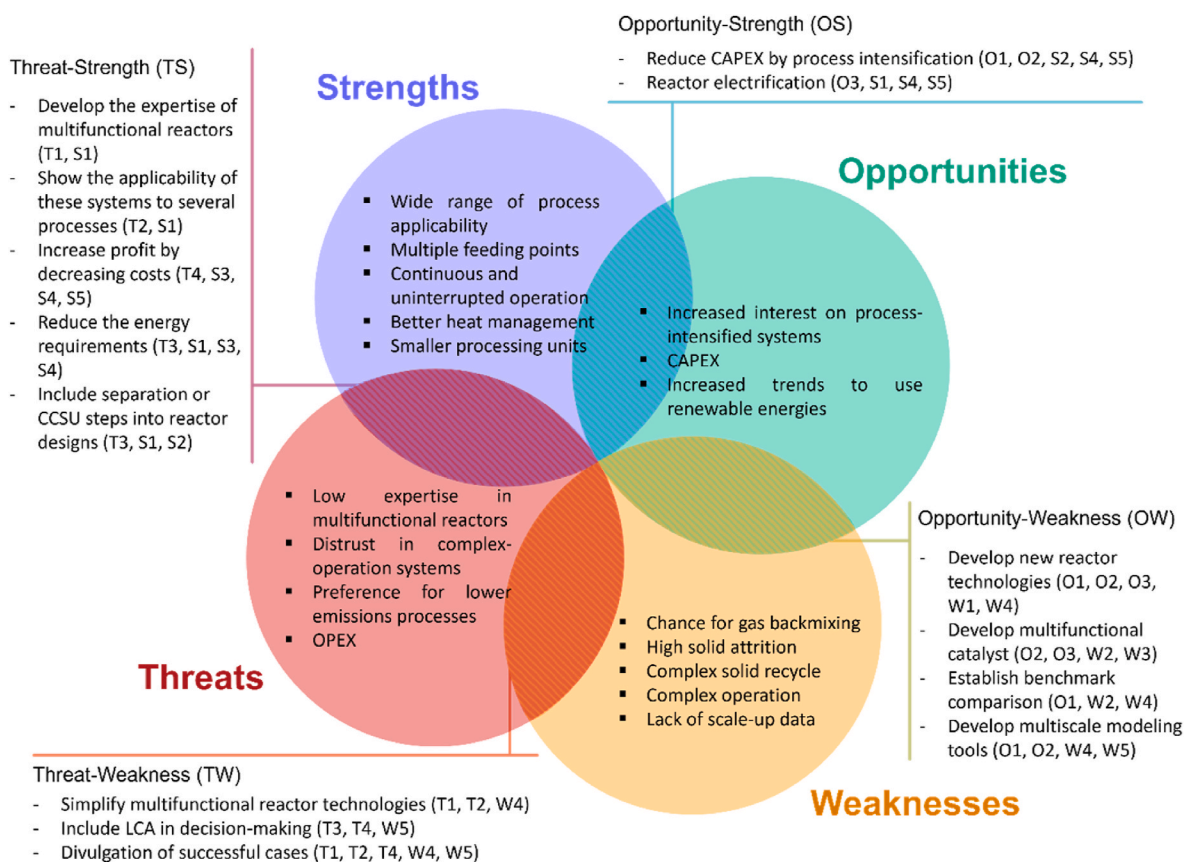 Threat-Strength (TS)
- Develop the expertise of
multifunctional reactors
(T1, S1)
- Show the applicability of
these systems to several
processes (T2, S1)
- Increase profit by
decreasing costs (T4, S3,
S4, S5)
- Reduce the energy
requirements (T3, S1, S3,
S4)
- Include separation or
CCSU steps into reactor
designs (T3, S1, S2)
Opportunity-Strength (OS)
- Reduce CAPEX by process intensification (O1, O2, S2, S4, S5)
- Reactor electrification (O3, S1, S4, S5)
Strengths
▪ Wide range of process
applicability
▪ Multiple feeding points
▪ Continuous and
uninterrupted operation
▪ Better heat management
▪ Smaller processing units
Opportunities
▪ Increased interest on process-
intensified systems
▪ CAPEX
▪ Increased trends to use
renewable energies
▪ Low expertise in
multifunctional reactors
▪ Distrust in complex-
operation systems
▪ Preference for lower
emissions processes
▪ OPEX
Threats
▪ Chance for gas backmixing
▪ High solid attrition
▪ Complex solid recycle
▪ Complex operation
▪ Lack of scale-up data
Weaknesses
Opportunity-Weakness (OW)
- Develop new reactor
technologies (O1, O2, O3,
W1, W4)
- Develop multifunctional
catalyst (O2, O3, W2, W3)
- Establish benchmark
comparison (O1, W2, W4)
- Develop multiscale modeling
tools (O1, O2, W4, W5)
Threat-Weakness (TW)
- Simplify multifunctional reactor technologies (T1, T2, W4)
- Include LCA in decision-making (T3, T4, W5)
- Divulgation of successful cases (T1, T2, T4, W4, W5)